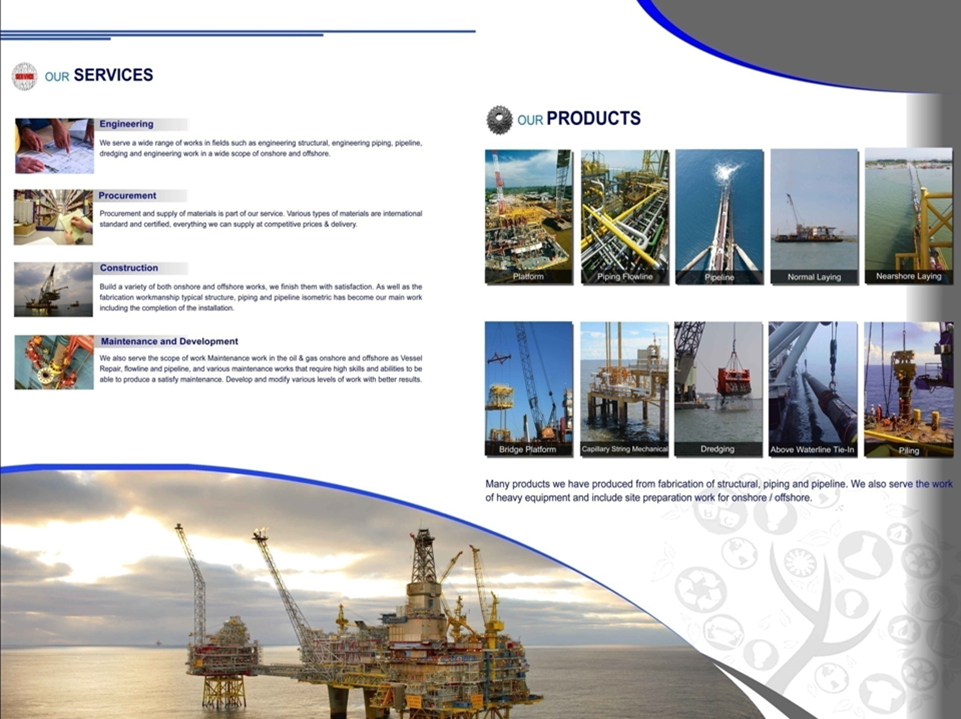 OUR SERVICES
Engineering
We serve a wide range of works in fields such as engineering structural, engineering piping, pipeline,
dredging and engineering work in a wide scope of onshore and offshore.
Procurement
Procurement and supply of materials is part of our service. Various types of materials are international
standard and certified, everything we can supply at competitive prices & delivery.
Construction
Build a variety of both onshore and offshore works, we finish them with satisfaction. As well as the
fabrication workmanship typical structure, piping and pipeline isometric has become our main work
including the completion of the installation.
Maintenance and Development
We also serve the scope of work Maintenance work in the oil & gas onshore and offshore as Vessel
Repair, flowline and pipeline, and various maintenance works that require high skills and abilities to be
able to produce a satisfy maintenance. Develop and modify various levels of work with better results.
OUR PRODUCTS
Platform
Piping Flowline
Pipeline
Normal Laying
Nearshore Laying
Bridge Platform
Capillary String Mechanical
Dredging
Above Waterline Tie-In
Piling
Many products we have produced from fabrication of structural, piping and pipeline. We also serve the work
of heavy equipment and include site preparation work for onshore / offshore.